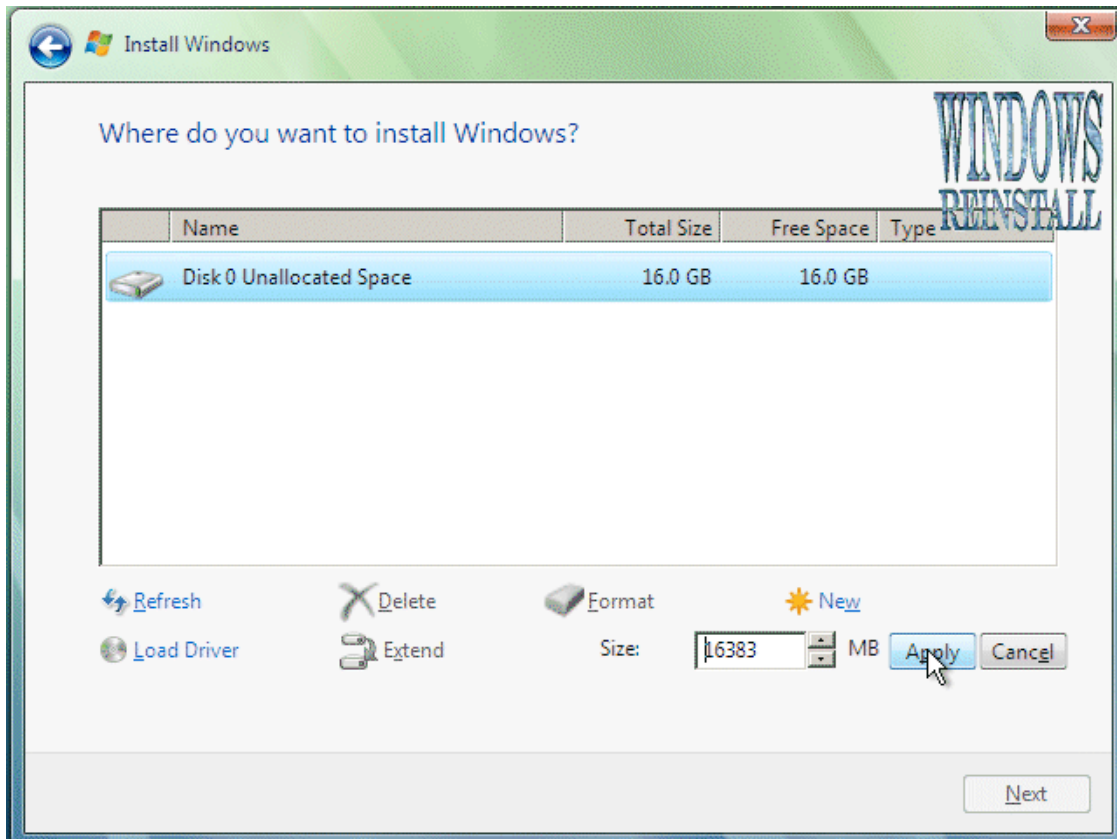 Install Windows
WINDOWS
REINSTALL
Where do you want to install Windows?
Name Total Size Free Space Type
Disk 0 Unallocated Space 16.0 GB 16.0 GB
Refresh Delete Format New
Load Driver Extend Size: 16383 MB Apply Cancel
Next